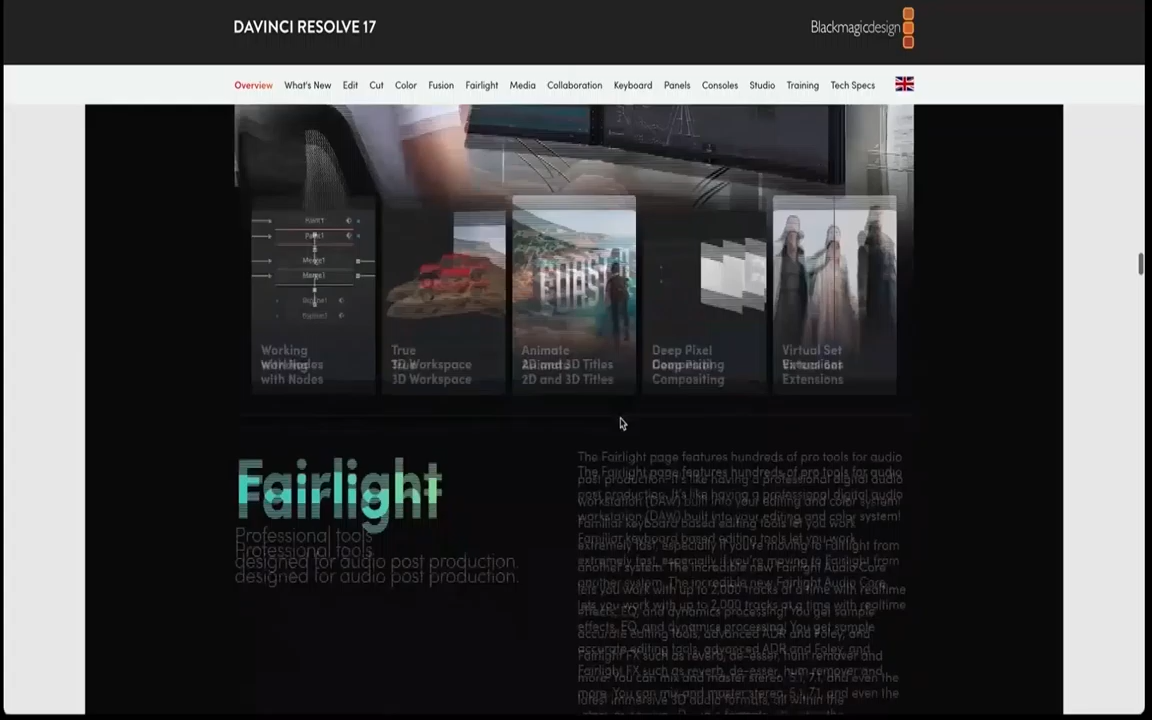 DAVINCI RESOLVE 17
Blackmagicdesign
Overview What's New Edit Cut Color Fusion Fairlight Media Collaboration Keyboard Panels Consoles Studio Training Tech Specs
Working
with Nodes
True
3D Workspace
Animate
2D and 3D Titles
Deep Pixel
Compositing
Virtual Set
Extensions
Fairlight
Professional tools
designed for audio post production.
The Fairlight page features hundreds of pro tools for audio
post production. It's like having a professional digital audio
workstation (DAW) built into your editing and color system!
Familiar keyboard based editing tools let you work
extremely fast, especially if you're moving to Fairlight from
another system. The incredible new Fairlight Audio Core
lets you work with up to 2,000 tracks at a time with realtime
effects, EQ, and dynamics processing! You get sample
accurate editing tools, advanced ADR and Foley, and
Fairlight FX such as reverb, de-esser, hum remover and
more. You can mix and master stereo, 5.1, 7.1, and even the
latest immersive 3D audio formats, all within the